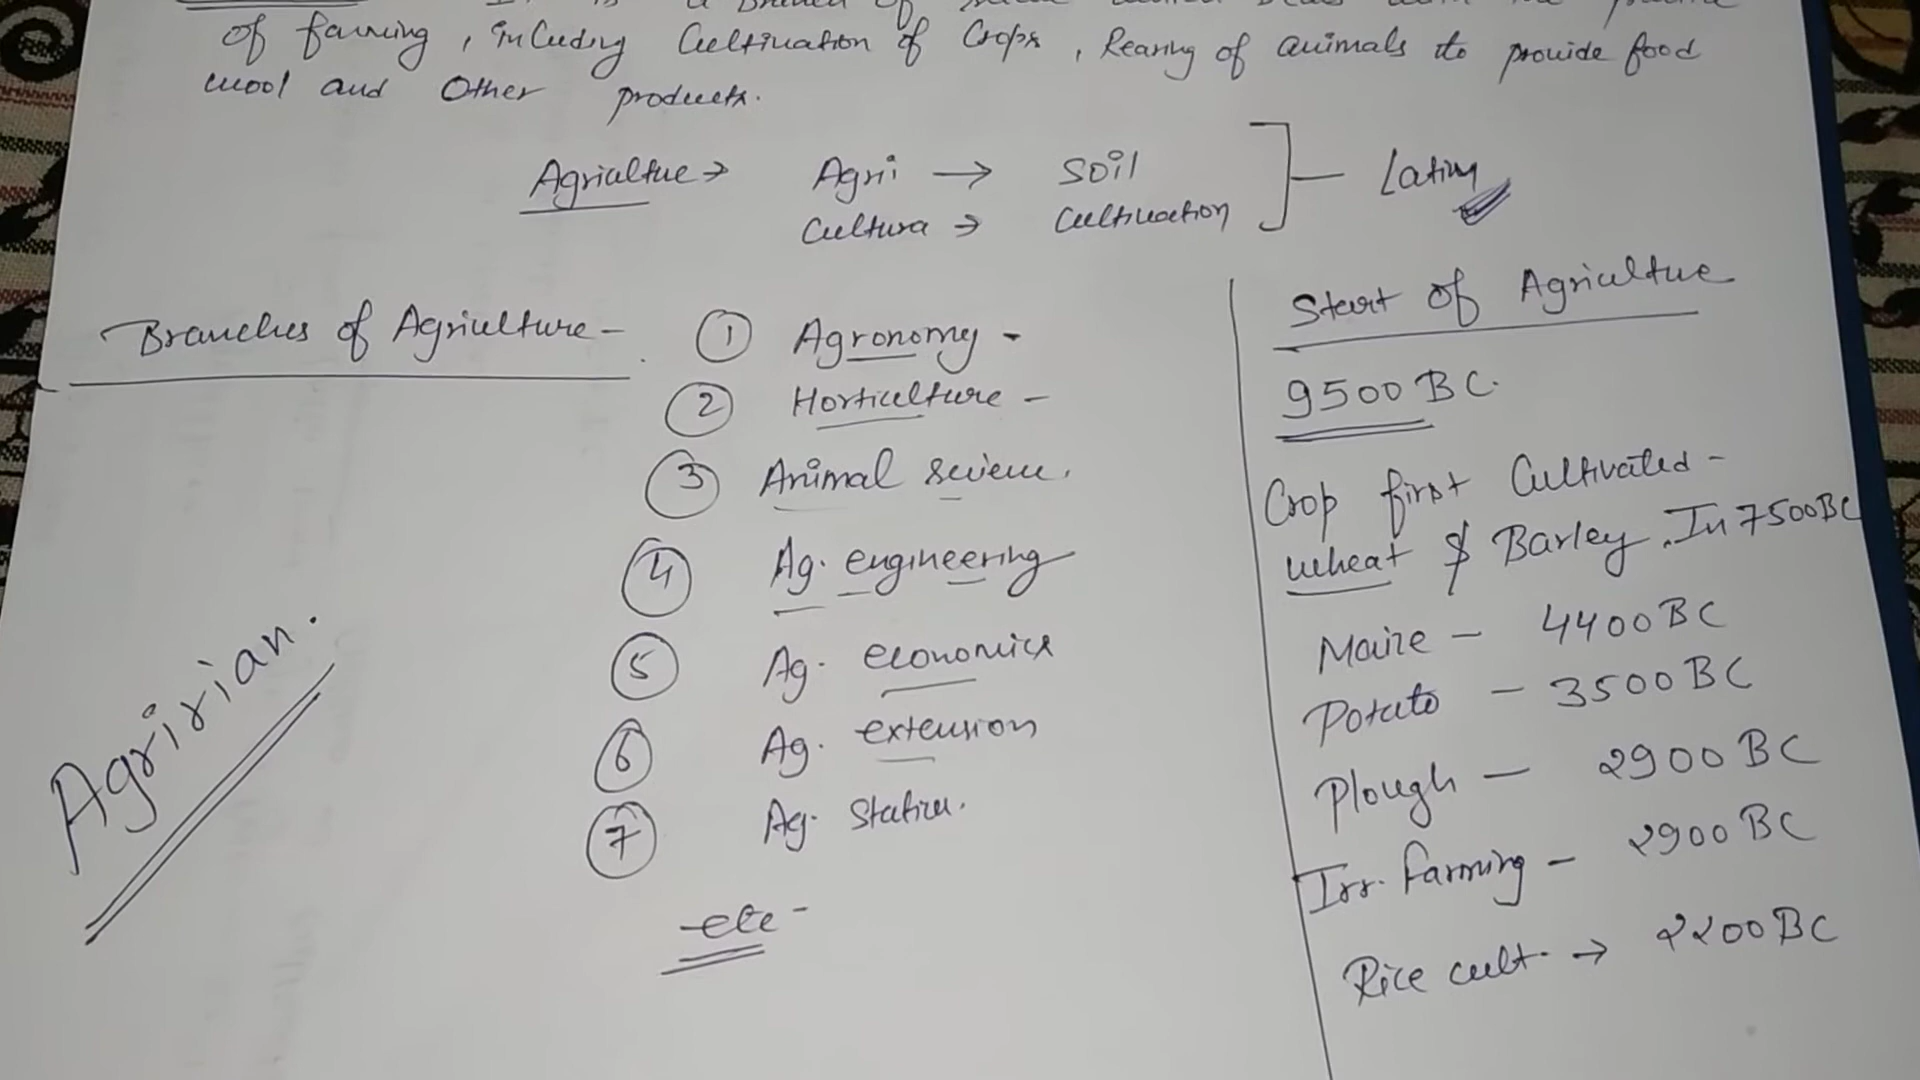 of farming, including Cultivation of Crops, Rearing of animals to provide food
wool and Other products.
Agriculture → Agri → Soil
Cultura → Cultivation
Latin
Branches of Agriculture -
1 Agronomy -
2 Horticulture -
3 Animal science.
4 Ag. engineering
5 Ag. economics
6 Ag. extension
7 Ag.
etc -
Agririan.
Start of Agriculture
9500 BC.
Crop first Cultivated -
wheat & Barley. In 7500 BC
Maize - 4400 BC
Potato - 3500 BC
Plough - 2900 BC
Irr. farming - 2900 BC
Rice cult. → 2200 BC